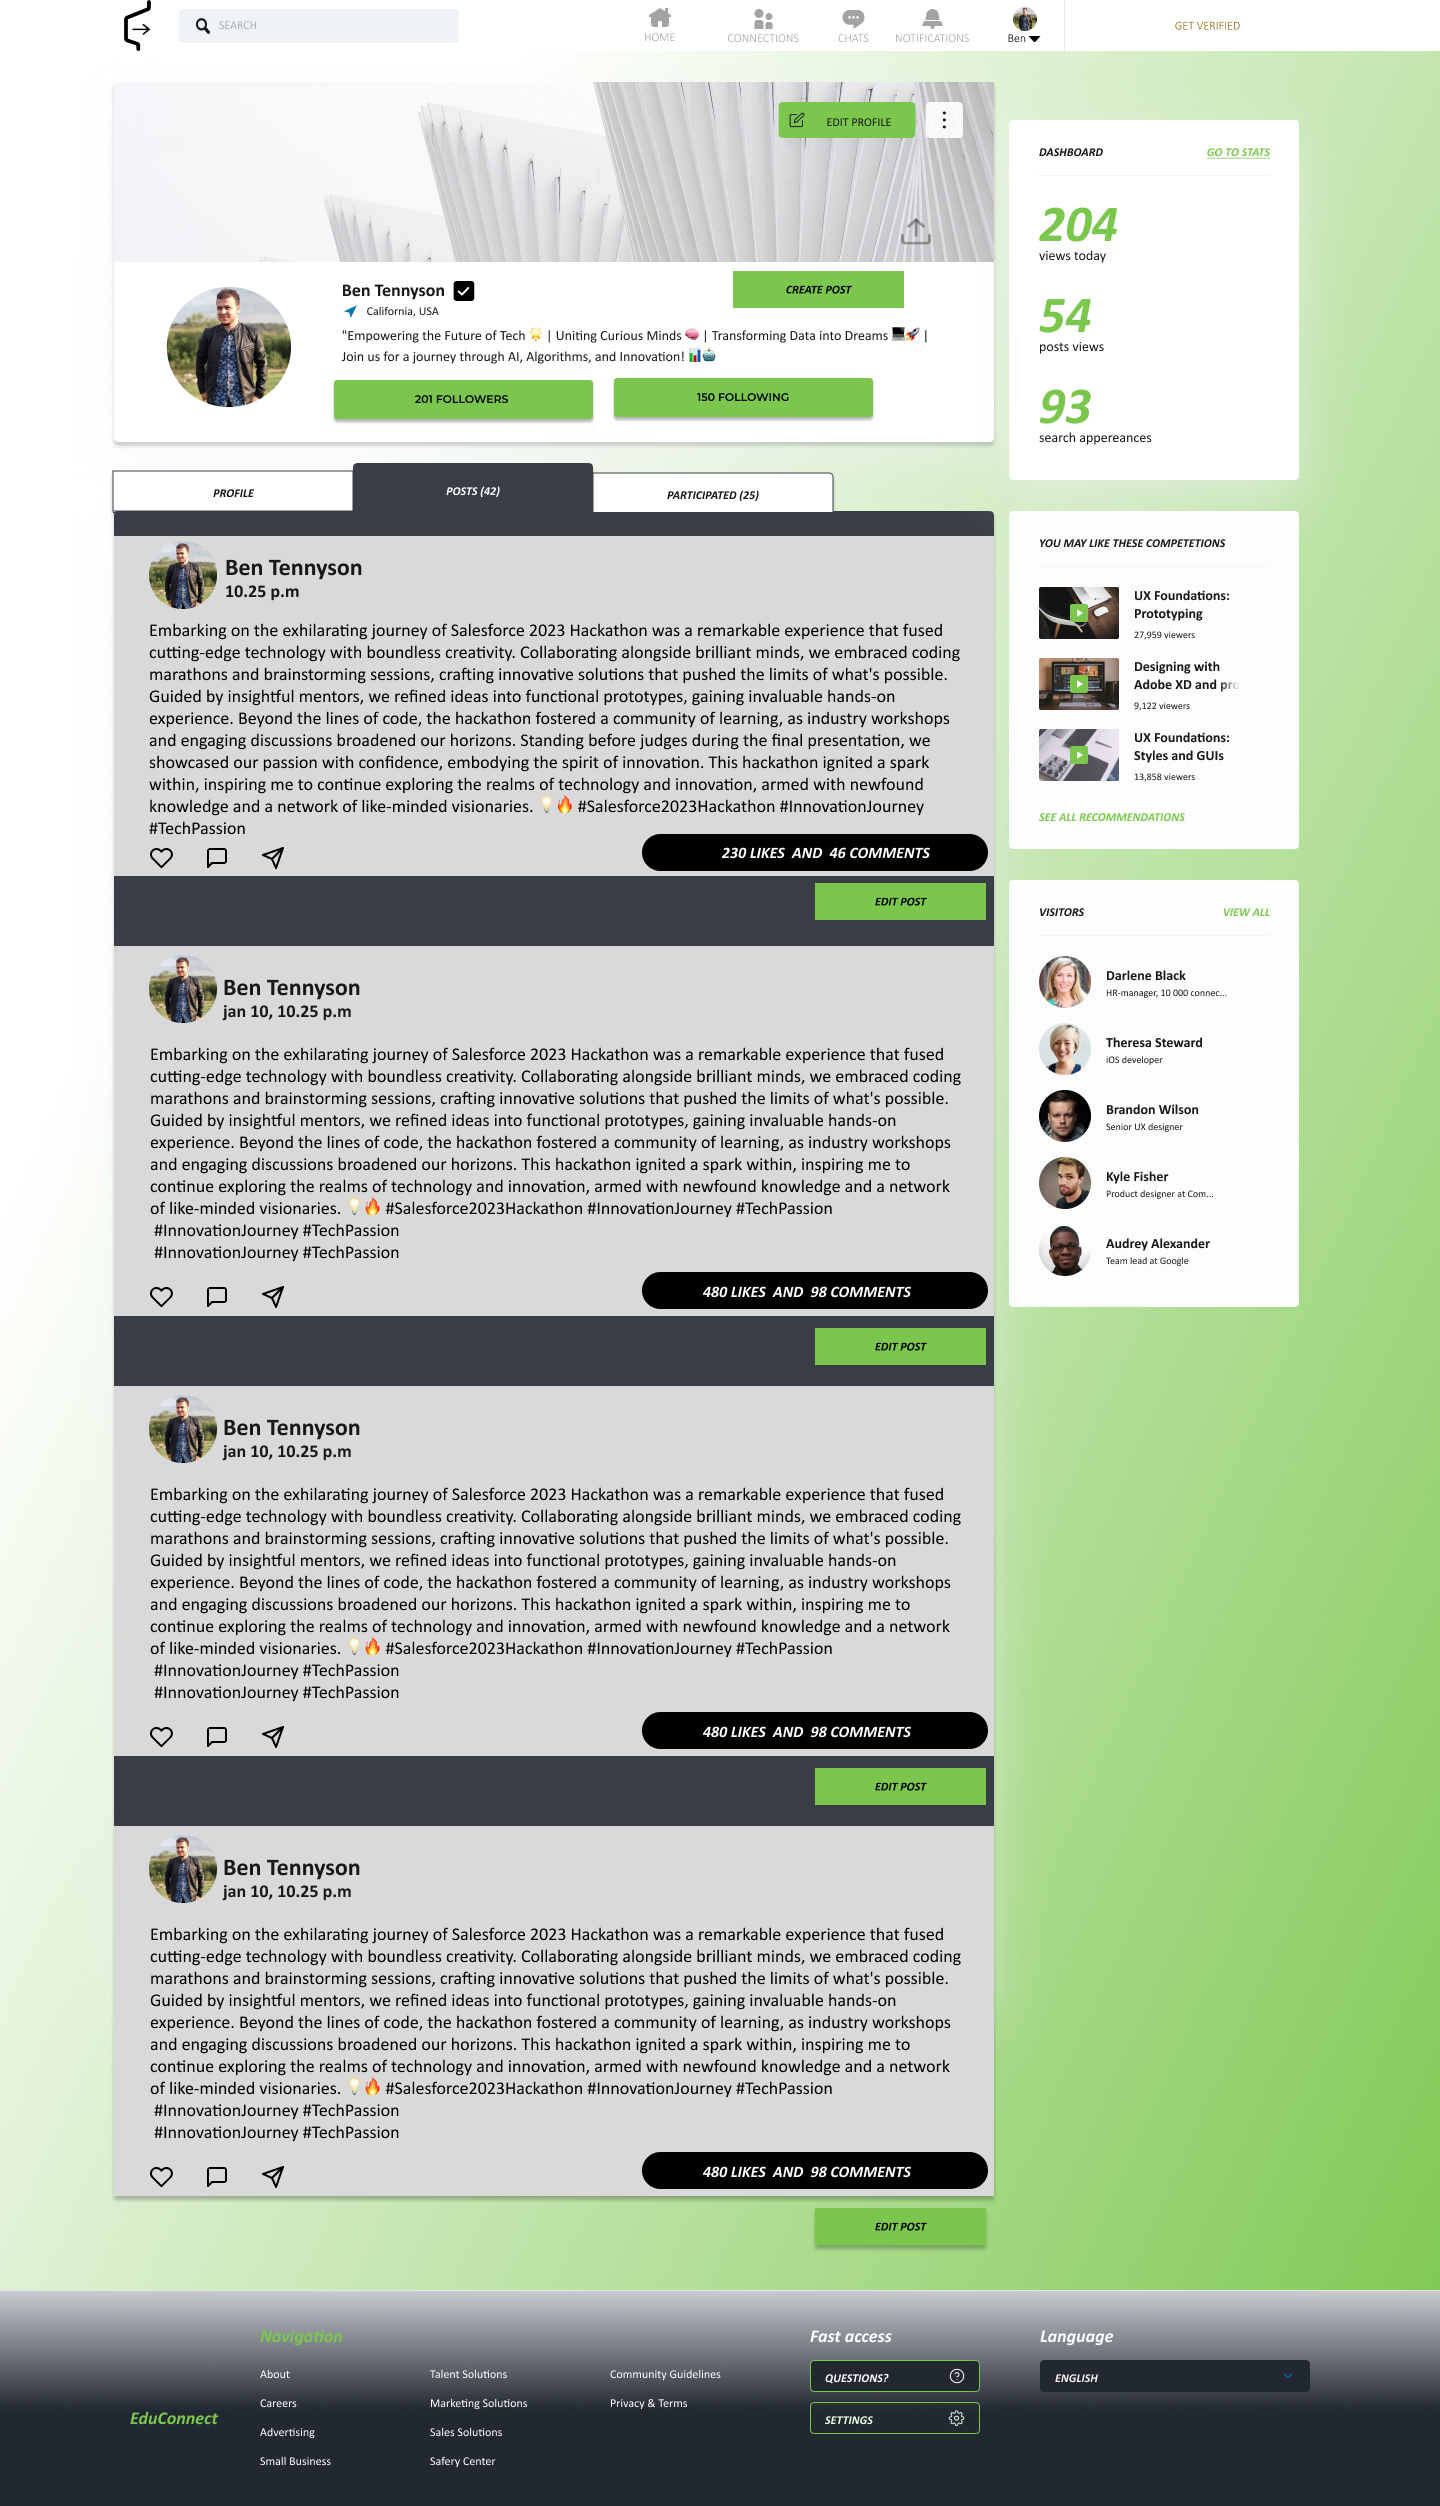 SEARCH
HOME
CONNECTIONS
CHATS
NOTIFICATIONS
Ben
GET VERIFIED
EDIT PROFILE
Ben Tennyson
California, USA
CREATE POST
"Empowering the Future of Tech 🌟 | Uniting Curious Minds 🧠 | Transforming Data into Dreams 💻🚀 |
Join us for a journey through AI, Algorithms, and Innovation! 📊🤖
201 FOLLOWERS
150 FOLLOWING
DASHBOARD
GO TO STATS
204
views today
54
posts views
93
search appereances
PROFILE
POSTS (42)
PARTICIPATED (25)
Ben Tennyson
10.25 p.m
Embarking on the exhilarating journey of Salesforce 2023 Hackathon was a remarkable experience that fused
cutting-edge technology with boundless creativity. Collaborating alongside brilliant minds, we embraced coding
marathons and brainstorming sessions, crafting innovative solutions that pushed the limits of what's possible.
Guided by insightful mentors, we refined ideas into functional prototypes, gaining invaluable hands-on
experience. Beyond the lines of code, the hackathon fostered a community of learning, as industry workshops
and engaging discussions broadened our horizons. Standing before judges during the final presentation, we
showcased our passion with confidence, embodying the spirit of innovation. This hackathon ignited a spark
within, inspiring me to continue exploring the realms of technology and innovation, armed with newfound
knowledge and a network of like-minded visionaries. 💡🔥 #Salesforce2023Hackathon #InnovationJourney
#TechPassion
230 LIKES AND 46 COMMENTS
EDIT POST
Ben Tennyson
jan 10, 10.25 p.m
Embarking on the exhilarating journey of Salesforce 2023 Hackathon was a remarkable experience that fused
cutting-edge technology with boundless creativity. Collaborating alongside brilliant minds, we embraced coding
marathons and brainstorming sessions, crafting innovative solutions that pushed the limits of what's possible.
Guided by insightful mentors, we refined ideas into functional prototypes, gaining invaluable hands-on
experience. Beyond the lines of code, the hackathon fostered a community of learning, as industry workshops
and engaging discussions broadened our horizons. This hackathon ignited a spark within, inspiring me to
continue exploring the realms of technology and innovation, armed with newfound knowledge and a network
of like-minded visionaries. 💡🔥 #Salesforce2023Hackathon #InnovationJourney #TechPassion
#InnovationJourney #TechPassion
#InnovationJourney #TechPassion
480 LIKES AND 98 COMMENTS
EDIT POST
Ben Tennyson
jan 10, 10.25 p.m
Embarking on the exhilarating journey of Salesforce 2023 Hackathon was a remarkable experience that fused
cutting-edge technology with boundless creativity. Collaborating alongside brilliant minds, we embraced coding
marathons and brainstorming sessions, crafting innovative solutions that pushed the limits of what's possible.
Guided by insightful mentors, we refined ideas into functional prototypes, gaining invaluable hands-on
experience. Beyond the lines of code, the hackathon fostered a community of learning, as industry workshops
and engaging discussions broadened our horizons. This hackathon ignited a spark within, inspiring me to
continue exploring the realms of technology and innovation, armed with newfound knowledge and a network
of like-minded visionaries. 💡🔥 #Salesforce2023Hackathon #InnovationJourney #TechPassion
#InnovationJourney #TechPassion
#InnovationJourney #TechPassion
480 LIKES AND 98 COMMENTS
EDIT POST
Ben Tennyson
jan 10, 10.25 p.m
Embarking on the exhilarating journey of Salesforce 2023 Hackathon was a remarkable experience that fused
cutting-edge technology with boundless creativity. Collaborating alongside brilliant minds, we embraced coding
marathons and brainstorming sessions, crafting innovative solutions that pushed the limits of what's possible.
Guided by insightful mentors, we refined ideas into functional prototypes, gaining invaluable hands-on
experience. Beyond the lines of code, the hackathon fostered a community of learning, as industry workshops
and engaging discussions broadened our horizons. This hackathon ignited a spark within, inspiring me to
continue exploring the realms of technology and innovation, armed with newfound knowledge and a network
of like-minded visionaries. 💡🔥 #Salesforce2023Hackathon #InnovationJourney #TechPassion
#InnovationJourney #TechPassion
#InnovationJourney #TechPassion
480 LIKES AND 98 COMMENTS
EDIT POST
YOU MAY LIKE THESE COMPETETIONS
UX Foundations:
Prototyping
27,959 viewers
Designing with
Adobe XD and pro
9,122 viewers
UX Foundations:
Styles and GUIs
13,858 viewers
SEE ALL RECOMMENDATIONS
VISITORS
VIEW ALL
Darlene Black
HR-manager, 10 000 connec...
Theresa Steward
iOS developer
Brandon Wilson
Senior UX designer
Kyle Fisher
Product designer at Com...
Audrey Alexander
Team lead at Google
EduConnect
Navigation
About
Careers
Advertising
Small Business
Talent Solutions
Marketing Solutions
Sales Solutions
Safery Center
Community Guidelines
Privacy & Terms
Fast access
QUESTIONS?
SETTINGS
Language
ENGLISH